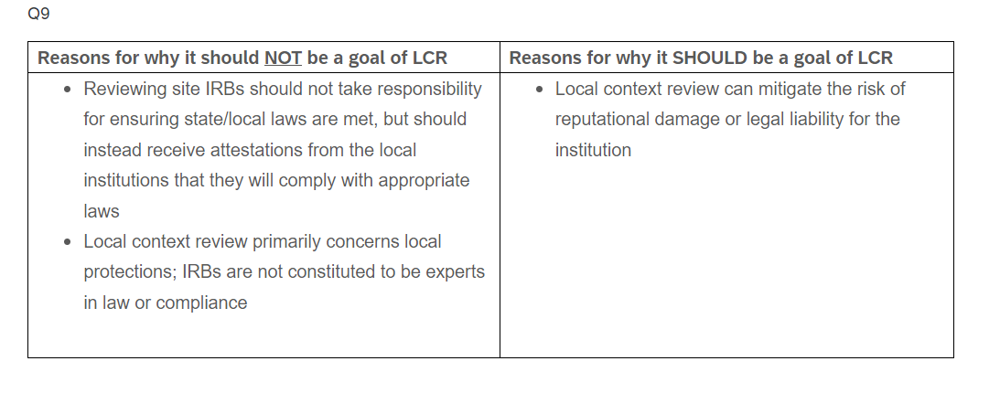 Q9
Reasons for why it should NOT be a goal of LCR
Reviewing site IRBs should not take responsibility
for ensuring state/local laws are met, but should
instead receive attestations from the local
institutions that they will comply with appropriate
laws
Local context review primarily concerns local
protections; IRBs are not constituted to be experts
in law or compliance
Reasons for why it SHOULD be a goal of LCR
Local context review can mitigate the risk of
reputational damage or legal liability for the
institution